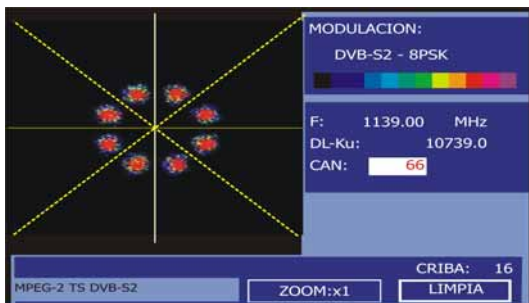 MODULACION:
DVB-S2 - 8PSK
F: 1139.00 MHz
DL-Ku: 10739.0
CAN: 66
CRIBA: 16
MPEG-2 TS DVB-S2
ZOOM:x1
LIMPIA